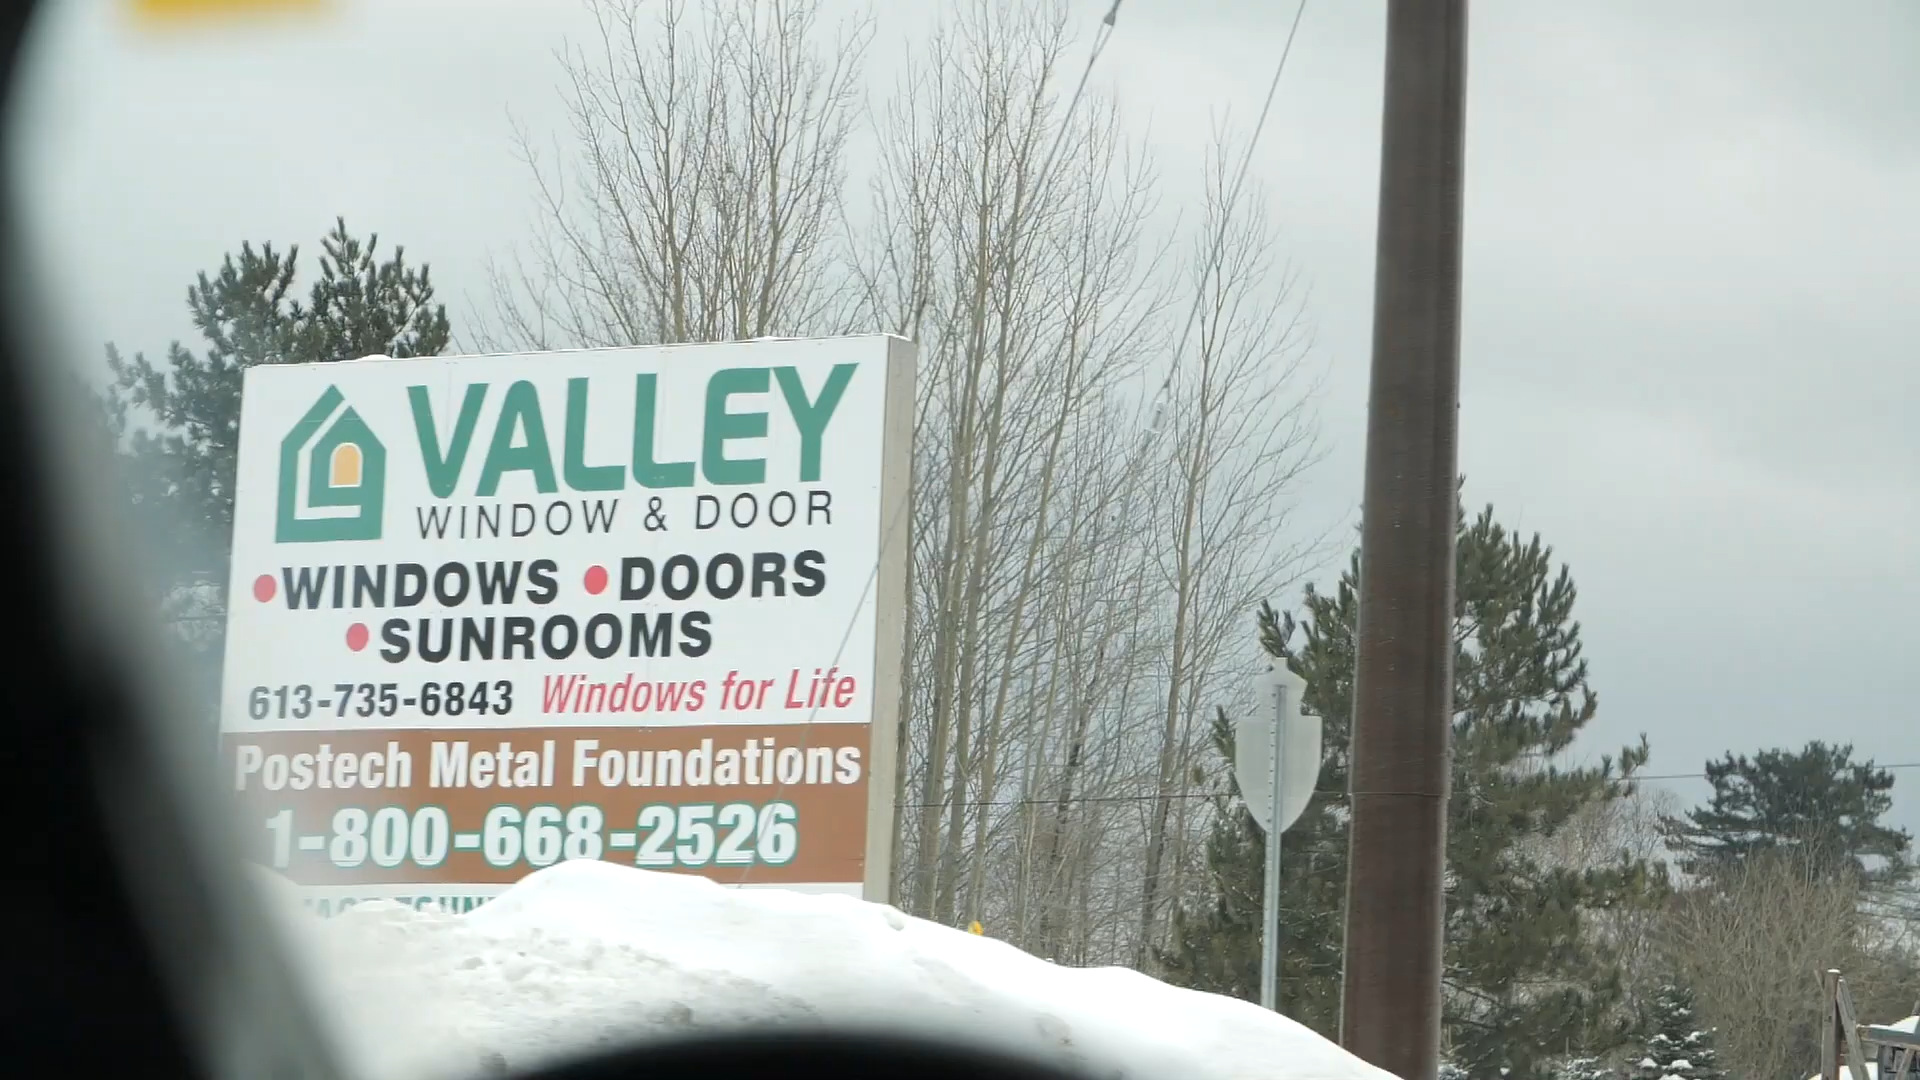 VALLEY
WINDOW & DOOR
•WINDOWS •DOORS
•SUNROOMS
613-735-6843 Windows for Life
Postech Metal Foundations
1-800-668-2526